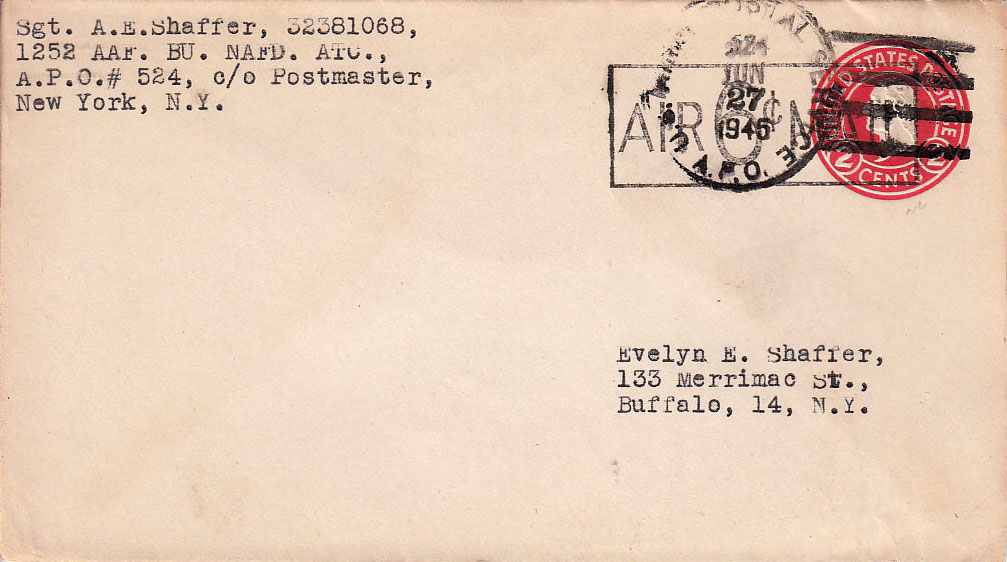 Sgt. A.E.Shaffer, 32381068,
1252 AAF. BU. NAFD. ATC.,
A.P.O.# 524, c/o Postmaster,
New York, N.Y.
U.S. POSTAL
A.P.O.
524
JUN
27
1945
AIR 6¢
UNITED STATES POSTAGE
2 CENTS 2
Evelyn E. Shaffer,
133 Merrimac St.,
Buffalo, 14, N.Y.